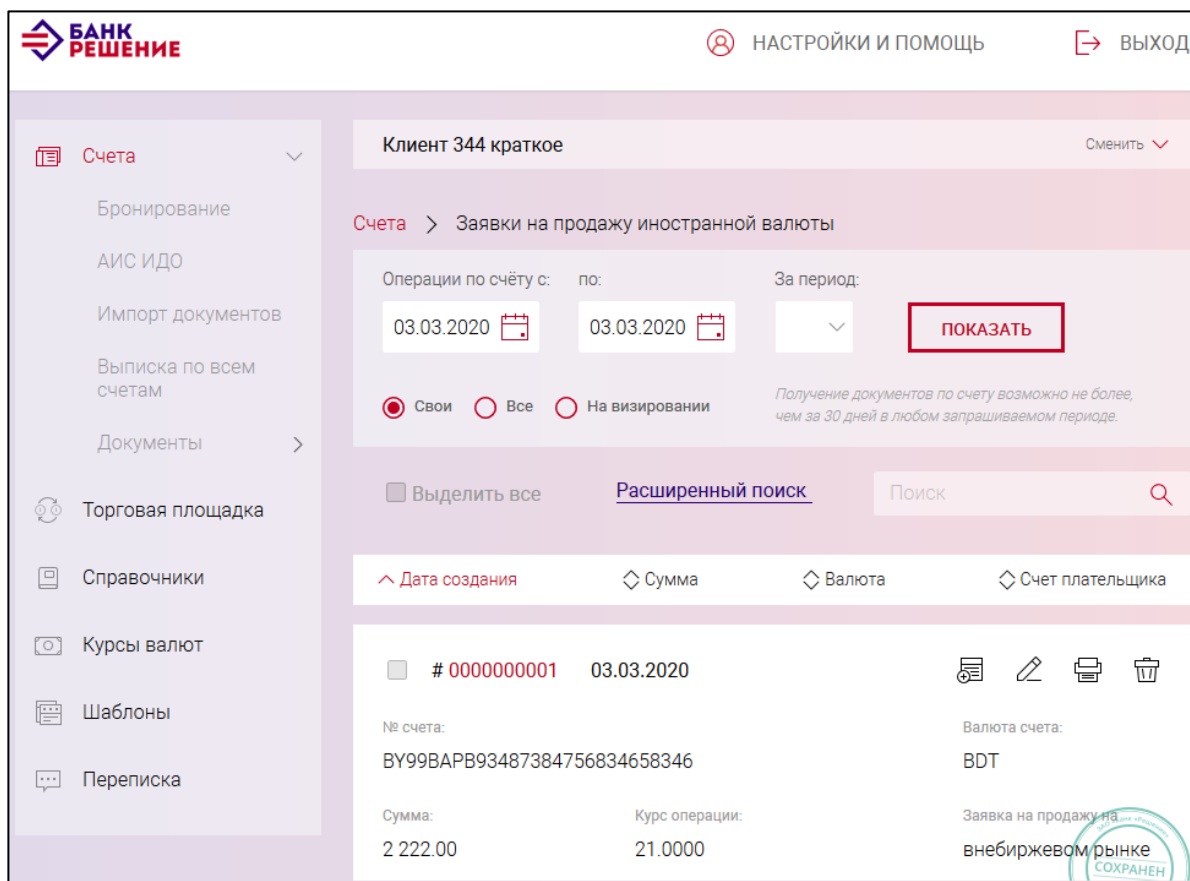 БАНК
РЕШЕНИЕ
НАСТРОЙКИ И ПОМОЩЬ
ВЫХОД
Счета
Бронирование
АИС ИДО
Импорт документов
Выписка по всем
счетам
Документы
Торговая площадка
Справочники
Курсы валют
Шаблоны
Переписка
Клиент 344 краткое
Сменить
Счета > Заявки на продажу иностранной валюты
Операции по счёту с: по: За период:
03.03.2020 03.03.2020 ПОКАЗАТЬ
Свои Все На визировании
Получение документов по счету возможно не более,
чем за 30 дней в любом запрашиваемом периоде.
Выделить все Расширенный поиск Поиск
Дата создания Сумма Валюта Счет плательщика
# 0000000001 03.03.2020
№ счета: Валюта счета:
BY99BAPB93487384756834658346 BDT
Сумма: Курс операции: Заявка на продажу на
2 222.00 21.0000 внебиржевом рынке
СОХРАНЕН